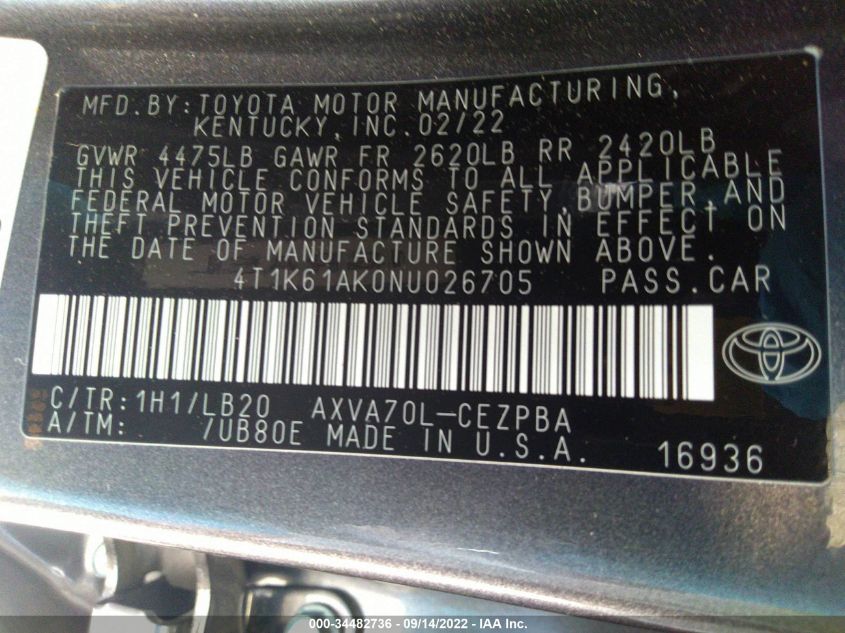 MFD.BY:TOYOTA MOTOR MANUFACTURING,
KENTUCKY,INC.02/22
GVWR 4475LB GAWR FR 2620LB RR 2420LB
THIS VEHICLE CONFORMS TO ALL APPLICABLE
FEDERAL MOTOR VEHICLE SAFETY,BUMPER,AND
THEFT PREVENTION STANDARDS IN EFFECT ON
THE DATE OF MANUFACTURE SHOWN ABOVE.
4T1K61AK0NU026705 PASS.CAR
C/TR:1H1/LB20 AXVA70L-CEZPBA
A/TM: /UB80E MADE IN U.S.A.
16936
000-34482736 - 09/14/2022 - IAA Inc.